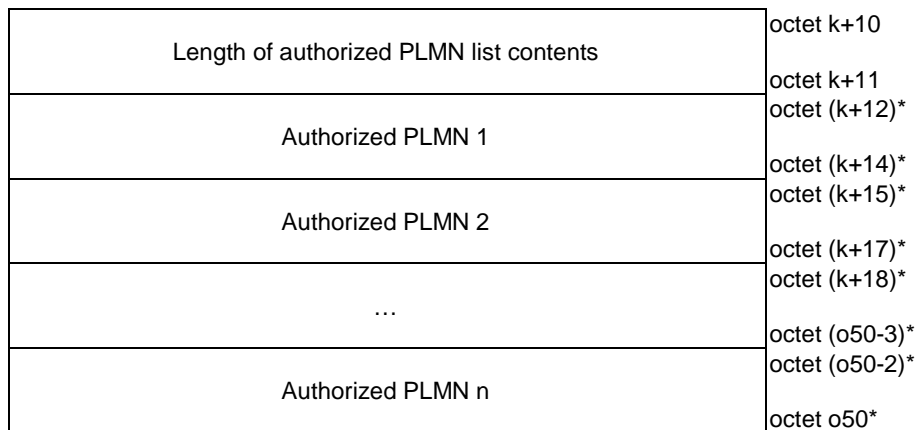 Length of authorized PLMN list contents
octet k+10
octet k+11
Authorized PLMN 1
octet (k+12)*
octet (k+14)*
Authorized PLMN 2
octet (k+15)*
octet (k+17)*
…
octet (k+18)*
octet (o50-3)*
Authorized PLMN n
octet (o50-2)*
octet o50*